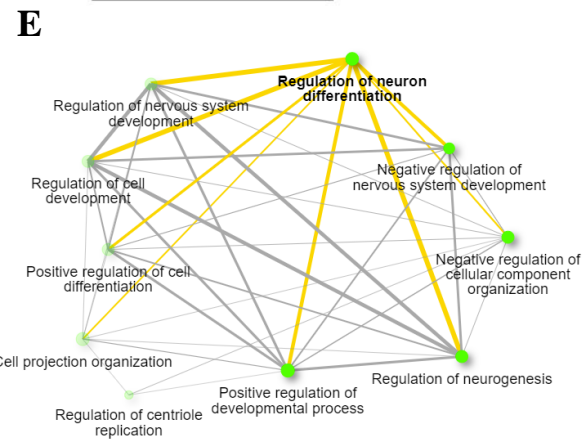 E
Regulation of neuron
differentiation
Regulation of nervous system
development
Negative regulation of
nervous system development
Regulation of cell
development
Negative regulation of
cellular component
organization
Positive regulation of cell
differentiation
Cell projection organization
Regulation of neurogenesis
Positive regulation of
developmental process
Regulation of centriole
replication